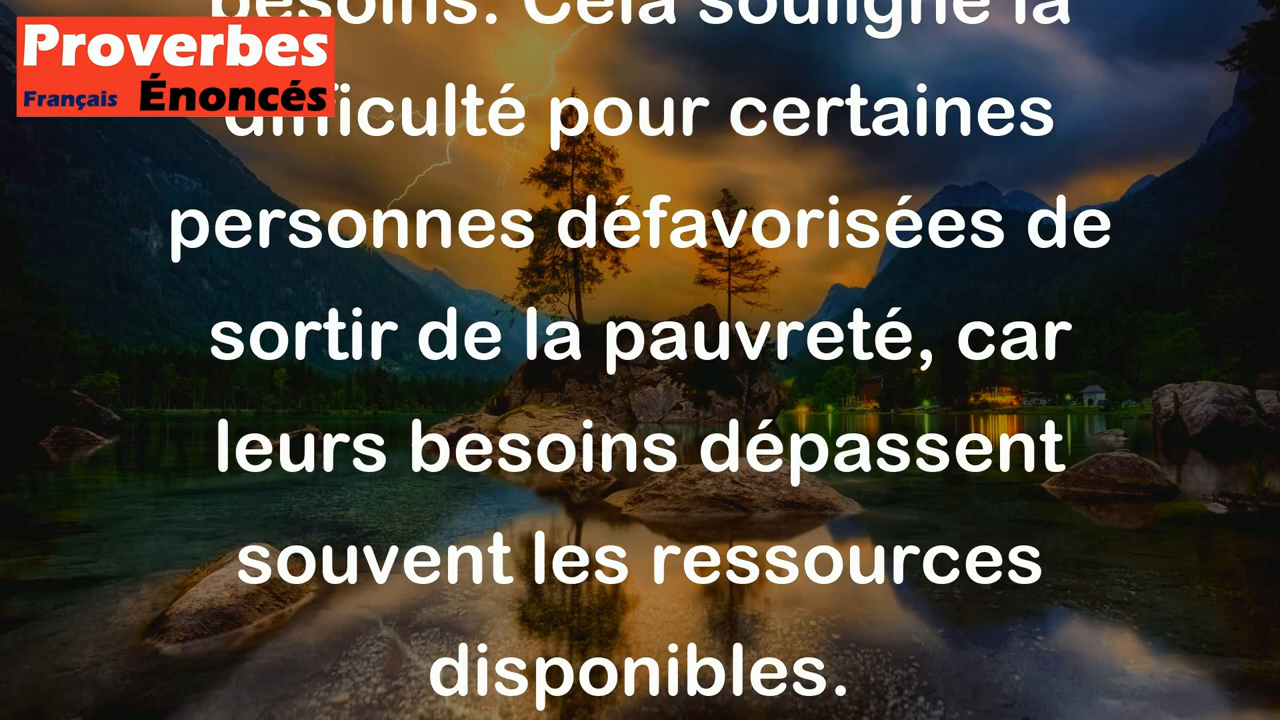 Proverbes
Français Énoncés
besoins. Cela souligne la
difficulté pour certaines
personnes défavorisées de
sortir de la pauvreté, car
leurs besoins dépassent
souvent les ressources
disponibles.